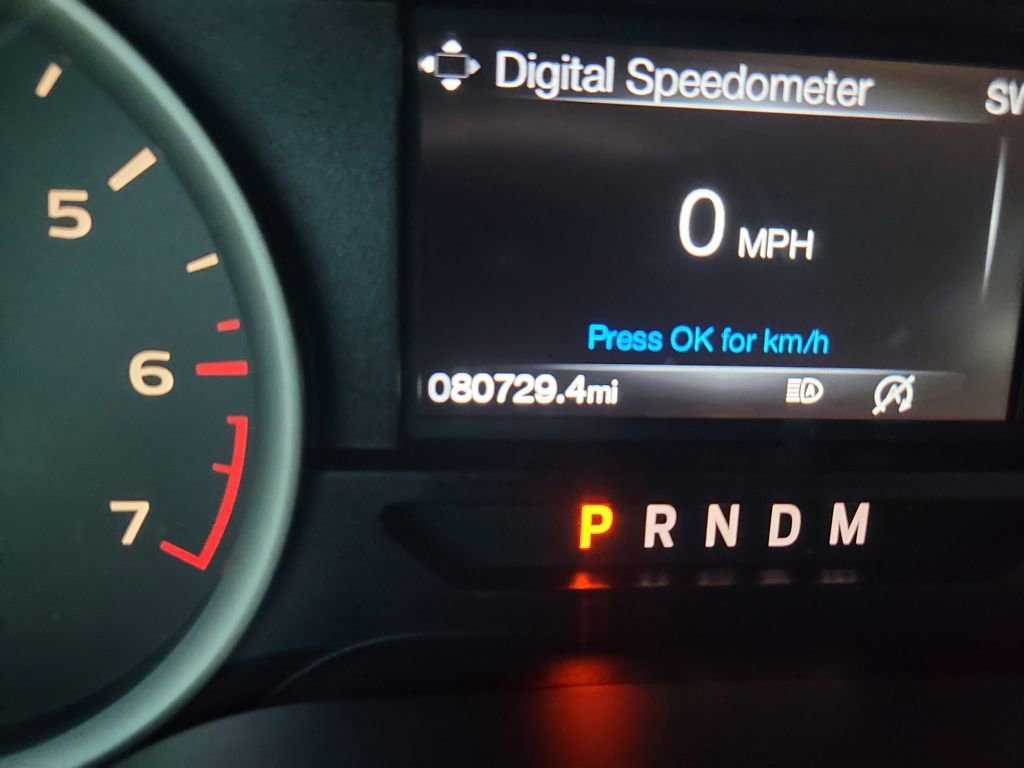 Digital Speedometer
0 MPH
Press OK for km/h
080729.4mi
5
6
7
P R N D M